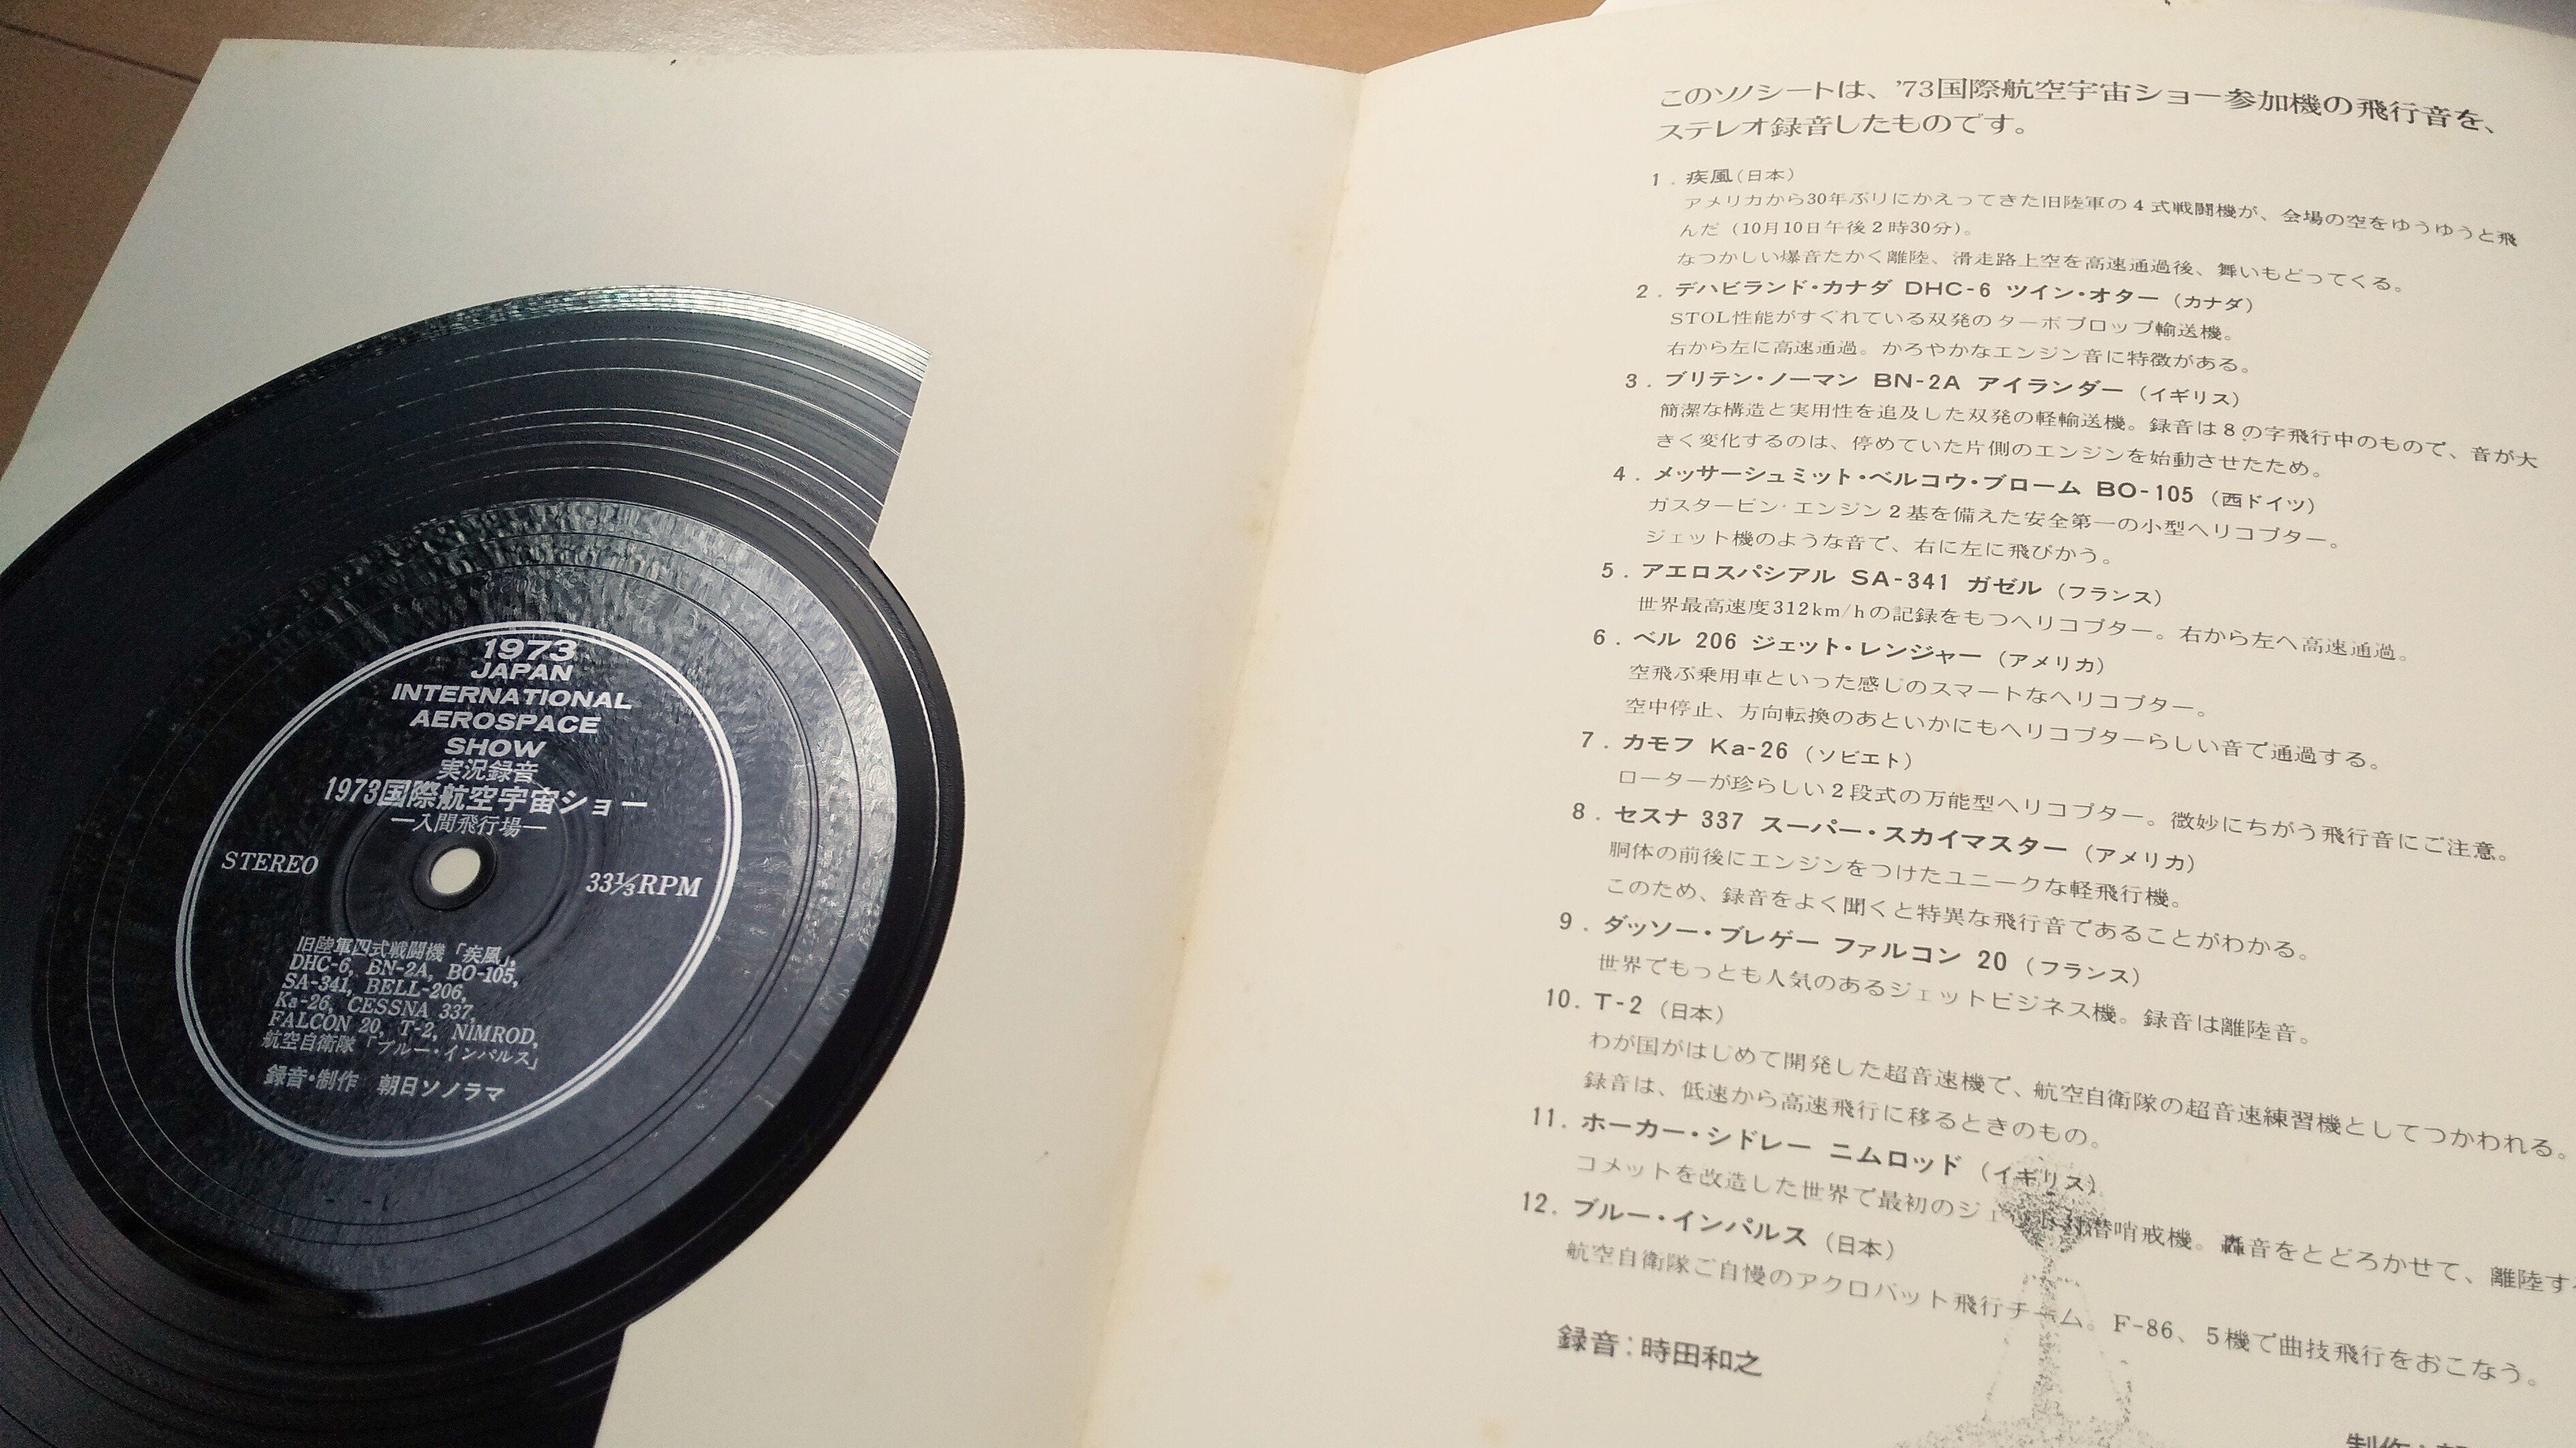 1973
JAPAN
INTERNATIONAL
AEROSPACE
SHOW
実況録音
1973国際航空宇宙ショー
—入間飛行場—
STEREO
33⅓RPM
旧陸軍四式戦闘機「疾風」,
DHC-6, BN-2A, BO-105,
SA-341, BELL-206,
Ka-26, CESSNA 337,
FALCON 20, T-2, NIMROD,
航空自衛隊「ブルー・インパルス」
録音・制作 朝日ソノラマ
このソノシートは、'73国際航空宇宙ショー参加機の飛行音を、
ステレオ録音したものです。
1. 疾風(日本)
アメリカから30年ぶりにかえってきた旧陸軍の4式戦闘機が、会場の空をゆうゆうと飛
んだ(10月10日午後2時30分)。
なつかしい爆音たかく離陸、滑走路上空を高速通過後、舞いもどってくる。
2. デハビランド・カナダ DHC-6 ツイン・オター(カナダ)
STOL性能がすぐれている双発のターボプロップ輸送機。
右から左に高速通過。かろやかなエンジン音に特徴がある。
3. ブリテン・ノーマン BN-2A アイランダー(イギリス)
簡潔な構造と実用性を追及した双発の軽輸送機。録音は8の字飛行中のもので、音が大
きく変化するのは、停めていた片側のエンジンを始動させたため。
4. メッサーシュミット・ベルコウ・ブローム BO-105(西ドイツ)
ガスタービン・エンジン2基を備えた安全第一の小型ヘリコプター。
ジェット機のような音で、右に左に飛びかう。
5. アエロスパシアル SA-341 ガゼル(フランス)
世界最高速度312km/hの記録をもつヘリコプター。右から左へ高速通過。
6. ベル 206 ジェット・レンジャー(アメリカ)
空飛ぶ乗用車といった感じのスマートなヘリコプター。
空中停止、方向転換のあといかにもヘリコプターらしい音で通過する。
7. カモフ Ka-26(ソビエト)
ローターが珍らしい2段式の万能型ヘリコプター。微妙にちがう飛行音にご注意。
8. セスナ 337 スーパー・スカイマスター(アメリカ)
胴体の前後にエンジンをつけたユニークな軽飛行機。
このため、録音をよく聞くと特異な飛行音であることがわかる。
9. ダッソー・ブレゲー ファルコン 20(フランス)
世界でもっとも人気のあるジェットビジネス機。録音は離陸音。
10. T-2(日本)
わが国がはじめて開発した超音速機で、航空自衛隊の超音速練習機としてつかわれる。
録音は、低速から高速飛行に移るときのもの。
11. ホーカー・シドレー ニムロッド(イギリス)
コメットを改造した世界で最初のジェット対潜哨戒機。轟音をとどろかせて、離陸す
12. ブルー・インパルス(日本)
航空自衛隊ご自慢のアクロバット飛行チーム。F-86、5機で曲技飛行をおこなう。
録音：時田和之